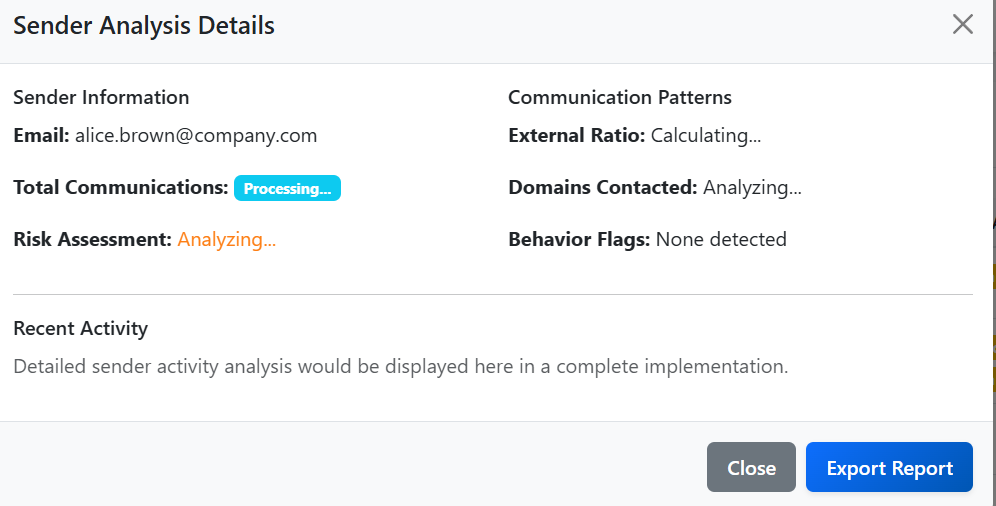 Sender Analysis Details
Sender Information
Email: alice.brown@company.com
Total Communications: Processing...
Risk Assessment: Analyzing...
Communication Patterns
External Ratio: Calculating...
Domains Contacted: Analyzing...
Behavior Flags: None detected
Recent Activity
Detailed sender activity analysis would be displayed here in a complete implementation.
Close
Export Report